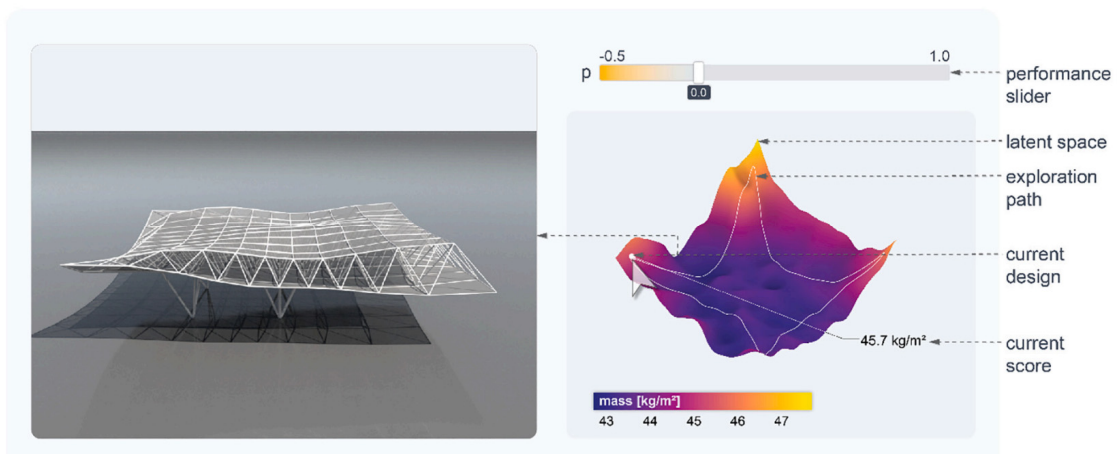 -0.5 1.0
p
0.0
performance
slider
latent space
exploration
path
current
design
45.7 kg/m²
current
score
mass [kg/m²]
43 44 45 46 47